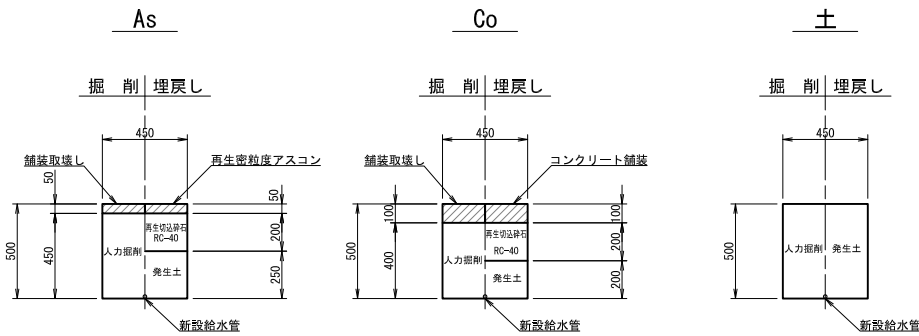 As
掘 削 埋戻し
450
舗装取壊し
再生密粒度アスコン
50
500
450
人力掘削
再生切込砕石
RC-40
発生土
50
200
250
新設給水管
Co
掘 削 埋戻し
450
舗装取壊し
コンクリート舗装
100
500
400
人力掘削
再生切込砕石
RC-40
発生土
100
200
200
新設給水管
土
掘 削 埋戻し
450
500
人力掘削
発生土
新設給水管